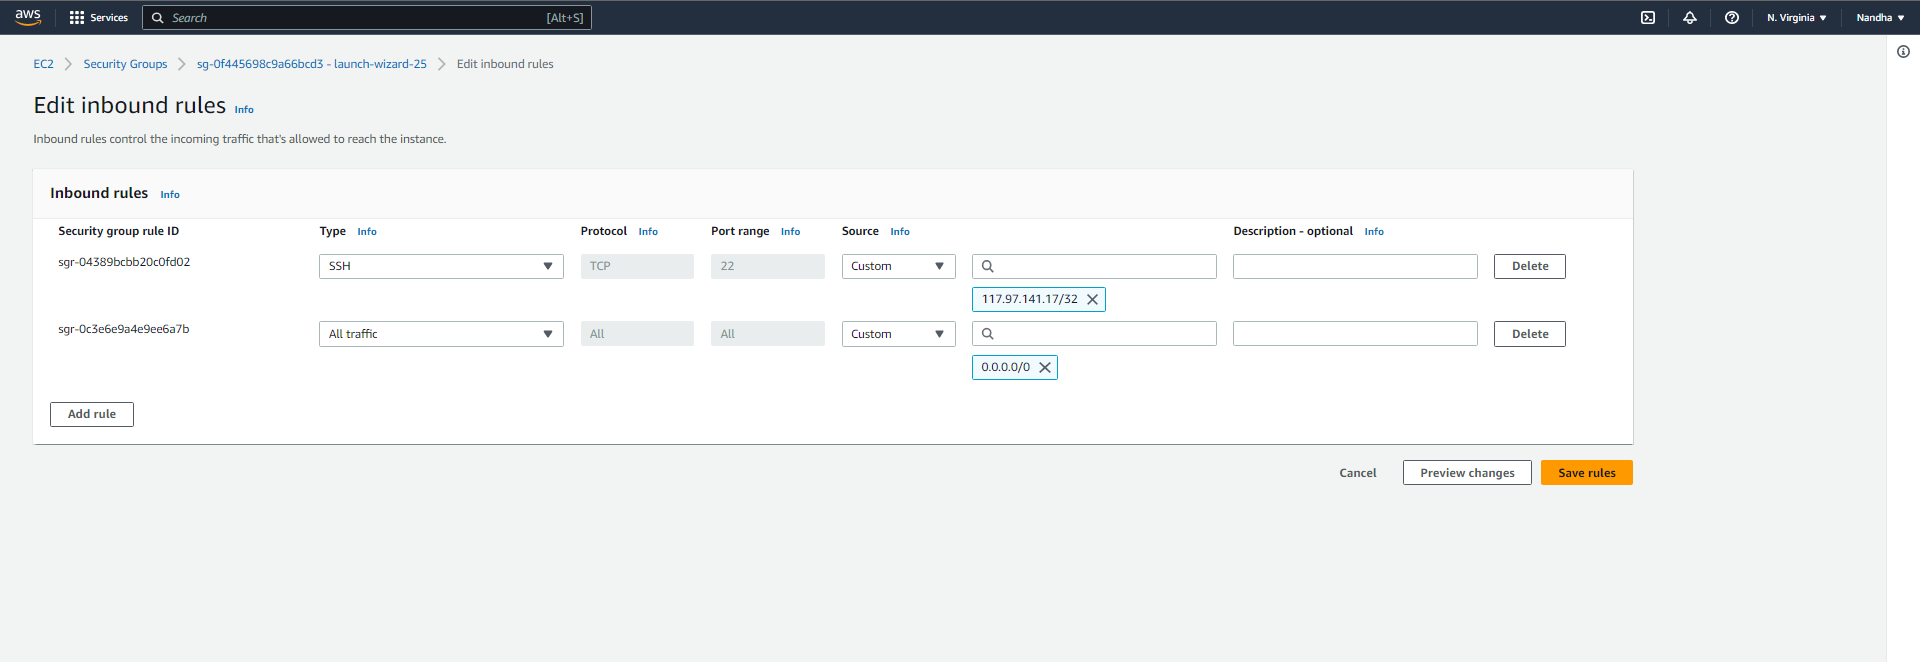 aws Services Search [Alt+S] N. Virginia Nandha
EC2 Security Groups sg-0f445698c9a66bcd3 - launch-wizard-25 Edit inbound rules
Edit inbound rules Info
Inbound rules control the incoming traffic that's allowed to reach the instance.
Inbound rules Info
Security group rule ID Type Info Protocol Info Port range Info Source Info Description - optional Info
sgr-04389bcbb20c0fd02 SSH TCP 22 Custom Delete
117.97.141.17/32
sgr-0c3e6e9a4e9ee6a7b All traffic All All Custom Delete
0.0.0.0/0
Add rule
Cancel Preview changes Save rules